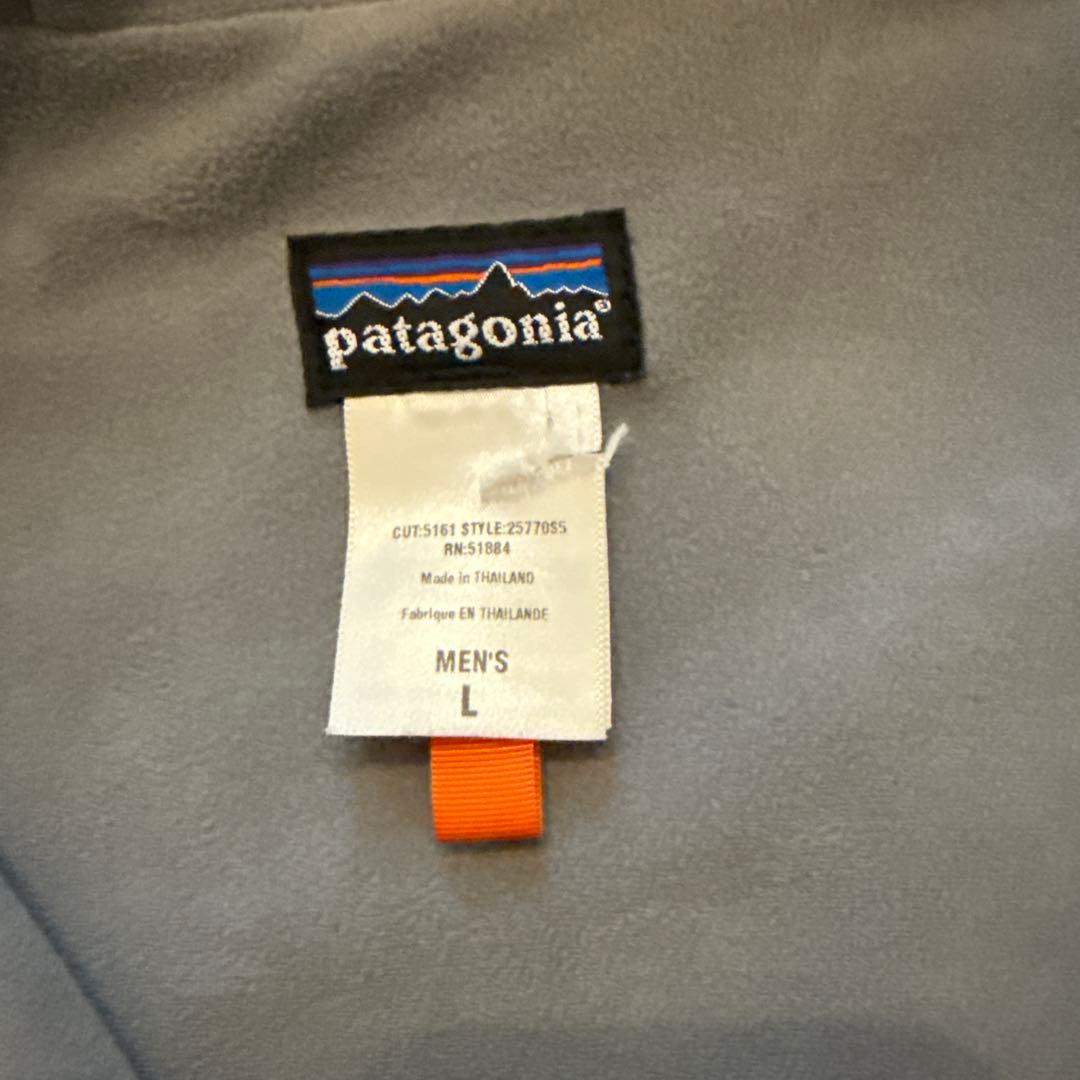 patagonia®
CUT:5161 STYLE:25770S5
RN:51884
Made in THAILAND
Fabrique EN THAILANDE
MEN'S
L